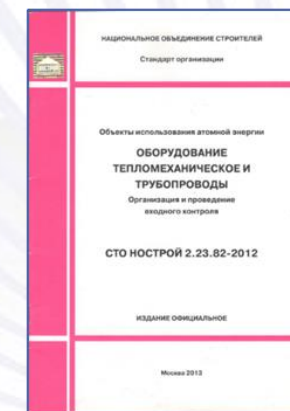 НАЦИОНАЛЬНОЕ ОБЪЕДИНЕНИЕ СТРОИТЕЛЕЙ
Стандарт организации
Объекты использования атомной энергии
ОБОРУДОВАНИЕ
ТЕПЛОМЕХАНИЧЕСКОЕ И
ТРУБОПРОВОДЫ
Организация и проведение
входного контроля
СТО НОСТРОЙ 2.23.82-2012
ИЗДАНИЕ ОФИЦИАЛЬНОЕ
Москва 2013